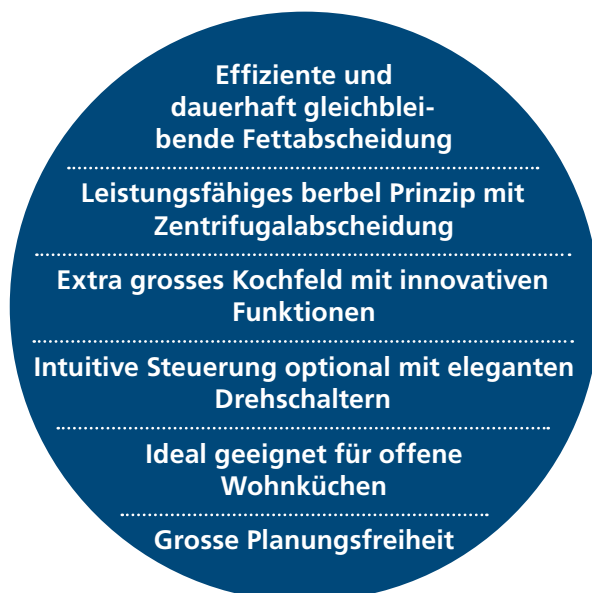 Effiziente und
dauerhaft gleichblei-
bende Fettabscheidung
Leistungsfähiges berbel Prinzip mit
Zentrifugalabscheidung
Extra grosses Kochfeld mit innovativen
Funktionen
Intuitive Steuerung optional mit eleganten
Drehschaltern
Ideal geeignet für offene
Wohnküchen
Grosse Planungsfreiheit